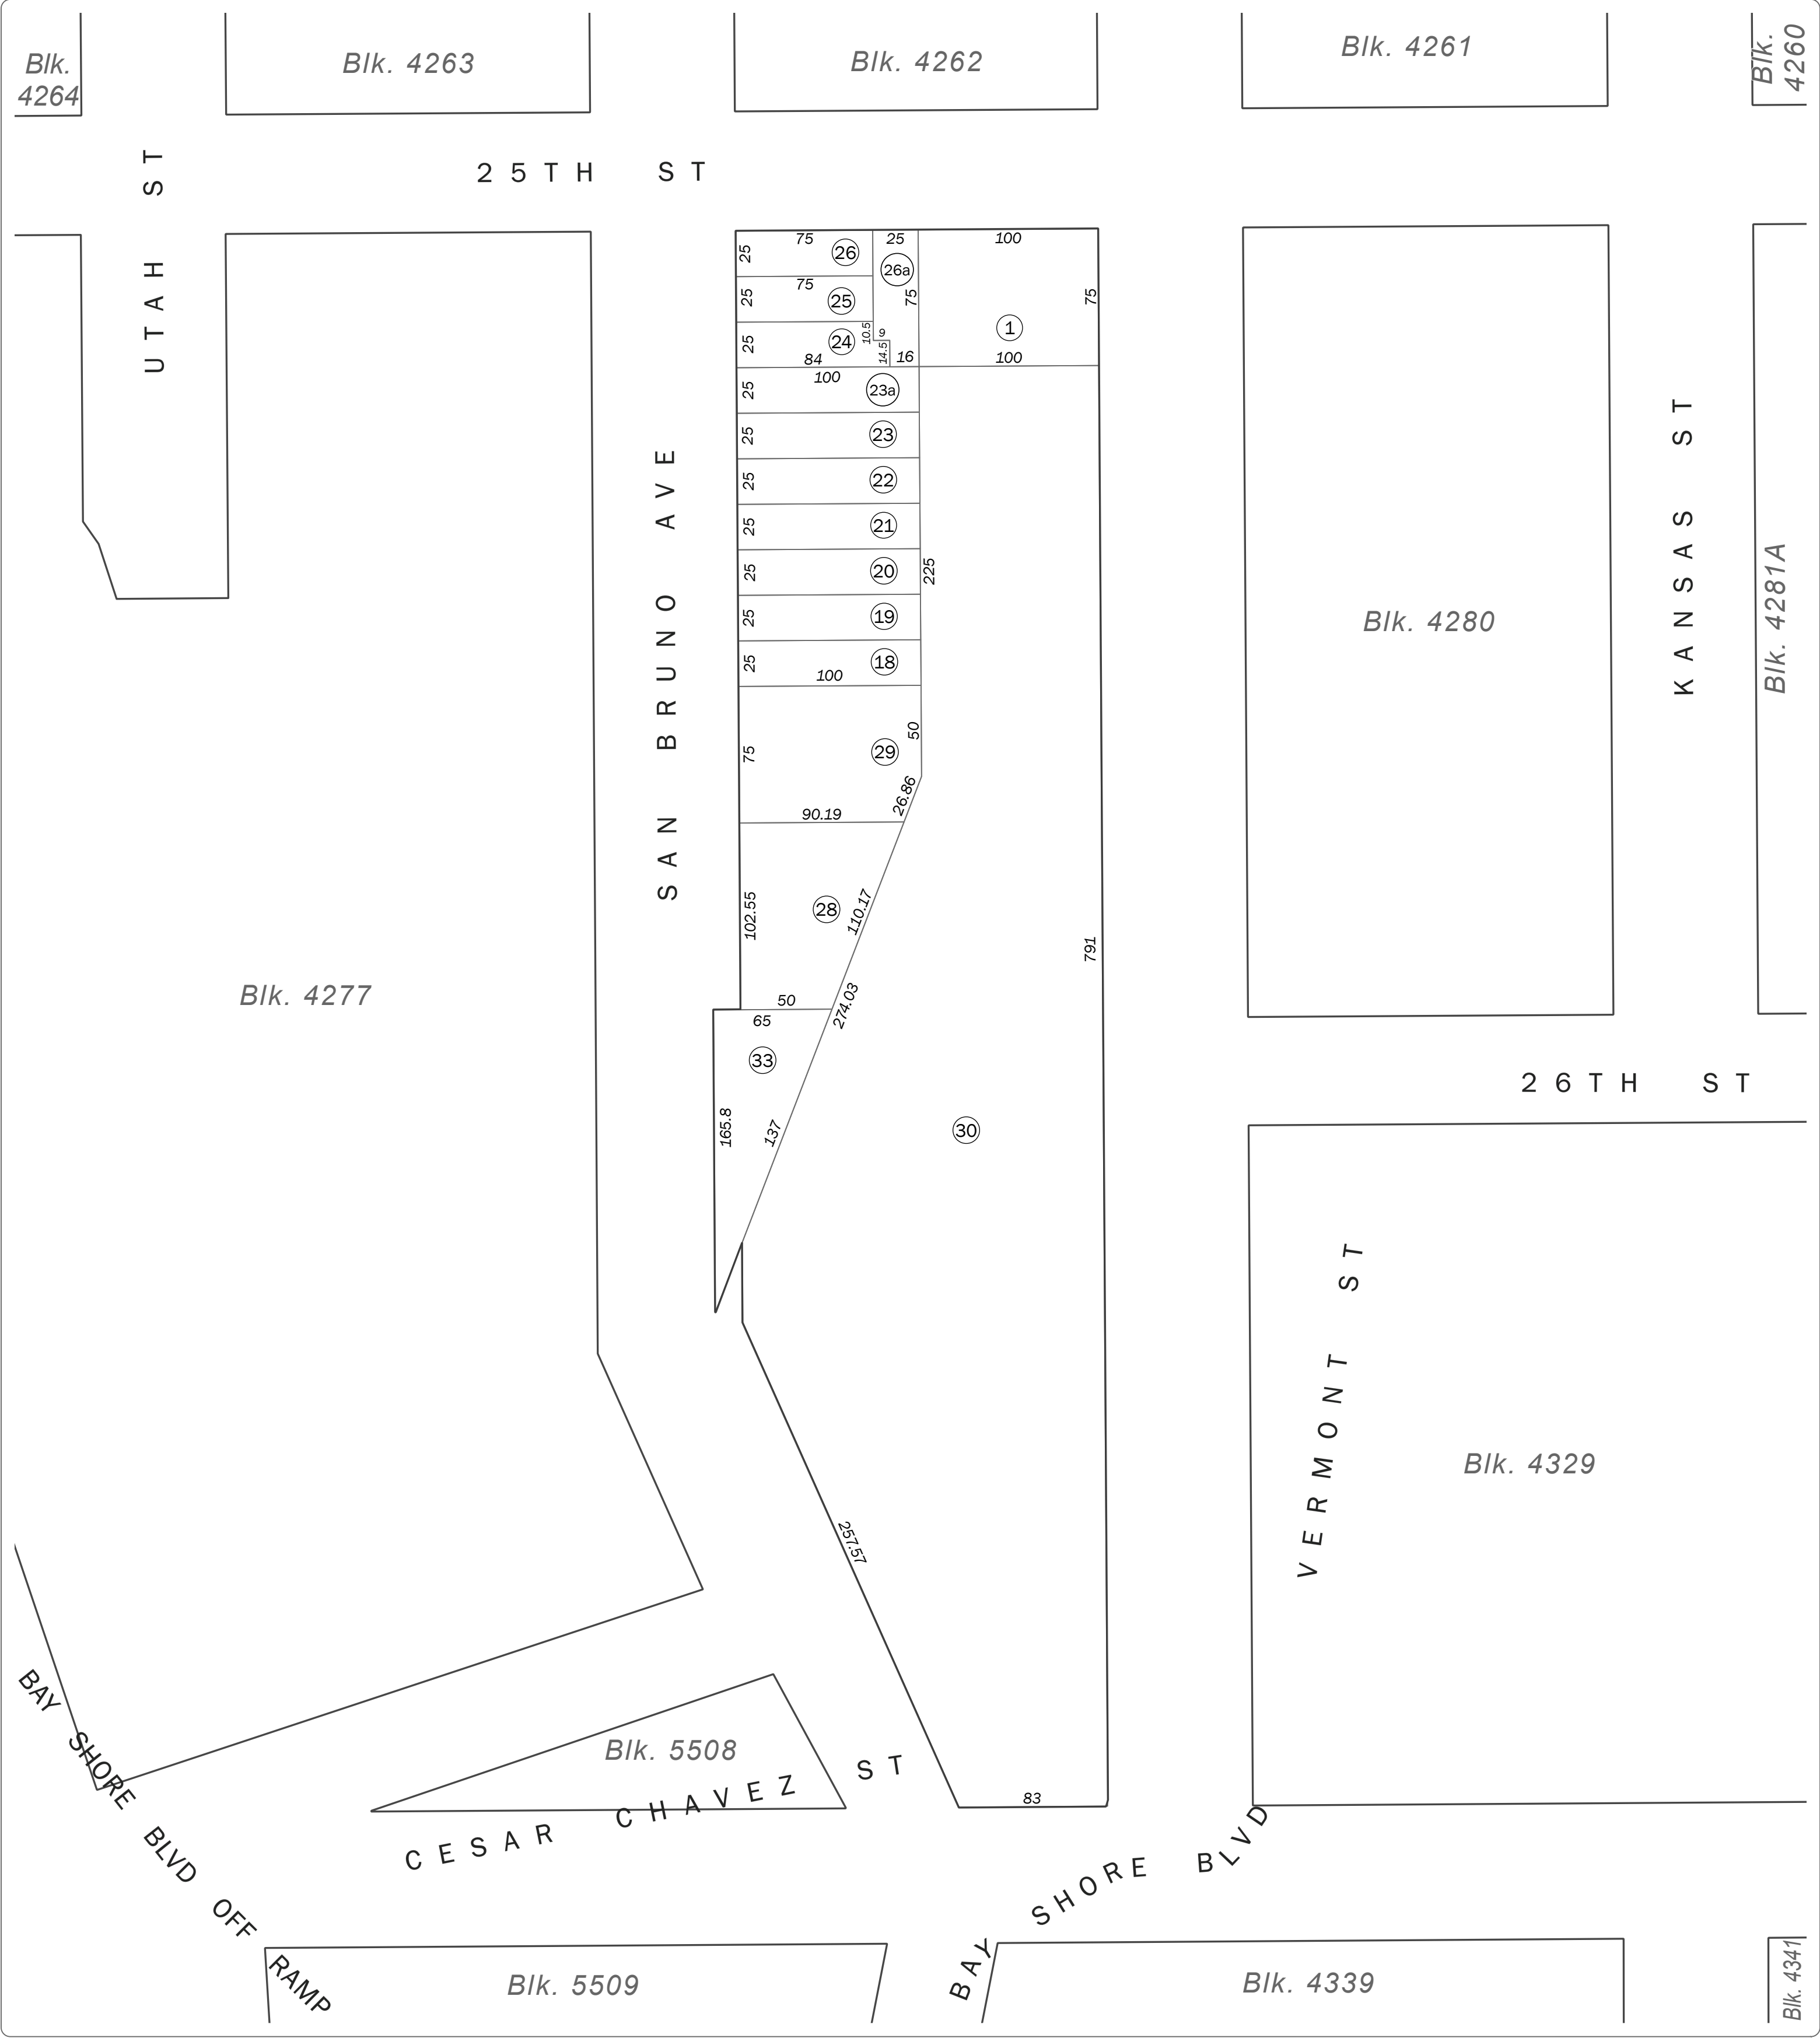 Blk.
4264
Blk. 4263
Blk. 4262
Blk. 4261
Blk.
4260
25TH ST
UTAH ST
SAN BRUNO AVE
KANSAS ST
75
26
25
25
26a
100
75
25
25
75
75
1
25
24
84
10.5
9
14.5
16
100
25
100
23a
25
23
25
22
25
21
25
20
225
25
19
25
18
100
75
29
50
26.86
90.19
102.55
28
110.17
50
274.03
65
33
165.8
137
30
791
257.57
83
Blk. 4277
Blk. 4280
Blk. 4281A
26TH ST
VERMONT ST
Blk. 4329
Blk. 5508
CESAR CHAVEZ ST
BAY SHORE BLVD OFF RAMP
BAY SHORE BLVD
Blk. 5509
Blk. 4339
Blk. 4341